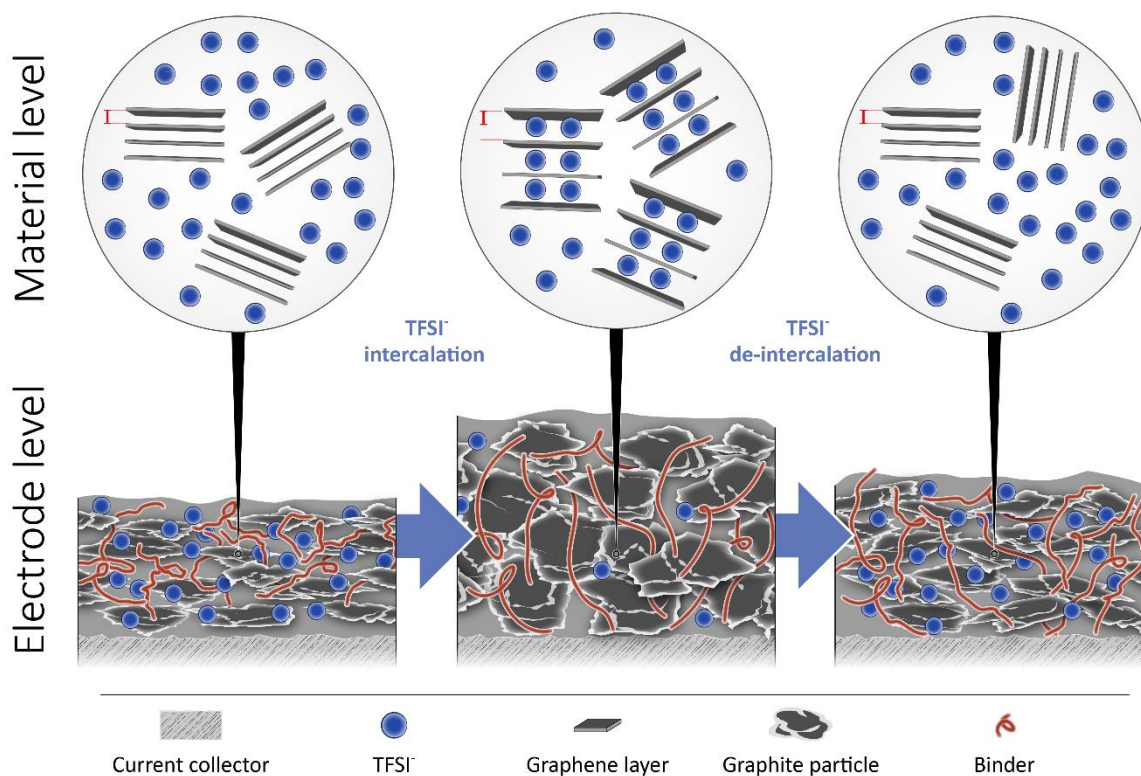 Material level
TFSI⁻
intercalation
TFSI⁻
de-intercalation
Electrode level
Current collector
TFSI⁻
Graphene layer
Graphite particle
Binder